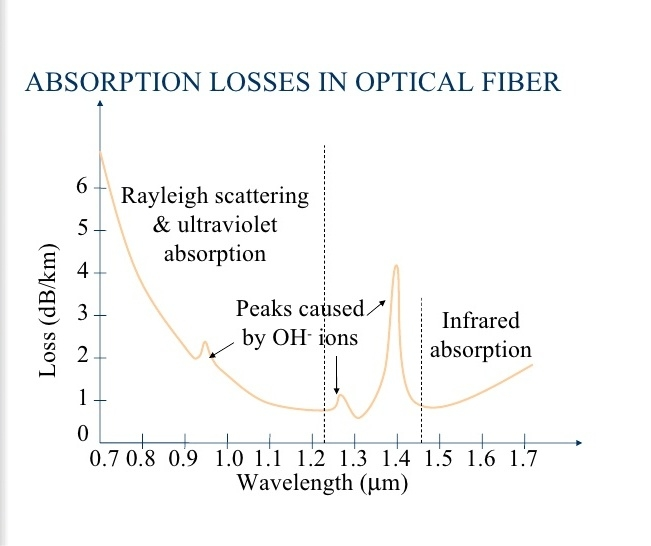 ABSORPTION LOSSES IN OPTICAL FIBER
6
5
4
3
2
1
0
Loss (dB/km)
Rayleigh scattering
& ultraviolet
absorption
Peaks caused
by OH- ions
Infrared
absorption
0.7 0.8 0.9 1.0 1.1 1.2 1.3 1.4 1.5 1.6 1.7
Wavelength (μm)